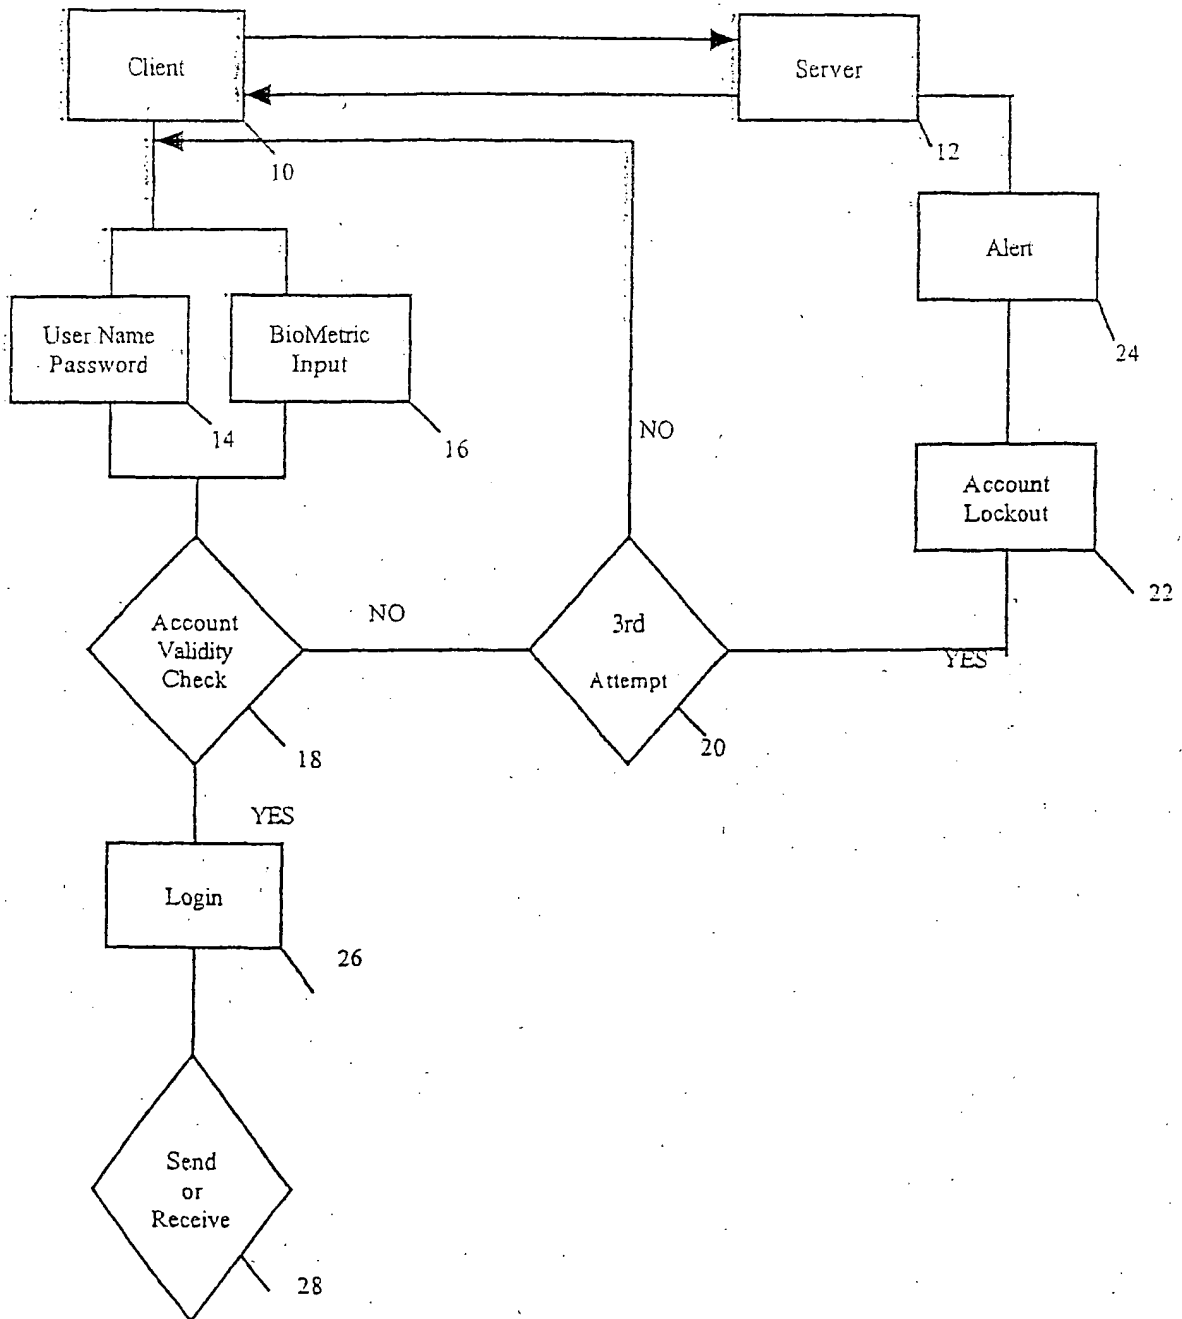 Client
Server
10
12
Alert
24
User Name
Password
BioMetric
Input
14
16
NO
Account
Lockout
22
Account
Validity
Check
NO
3rd
Attempt
YES
18
20
YES
Login
26
Send
or
Receive
28